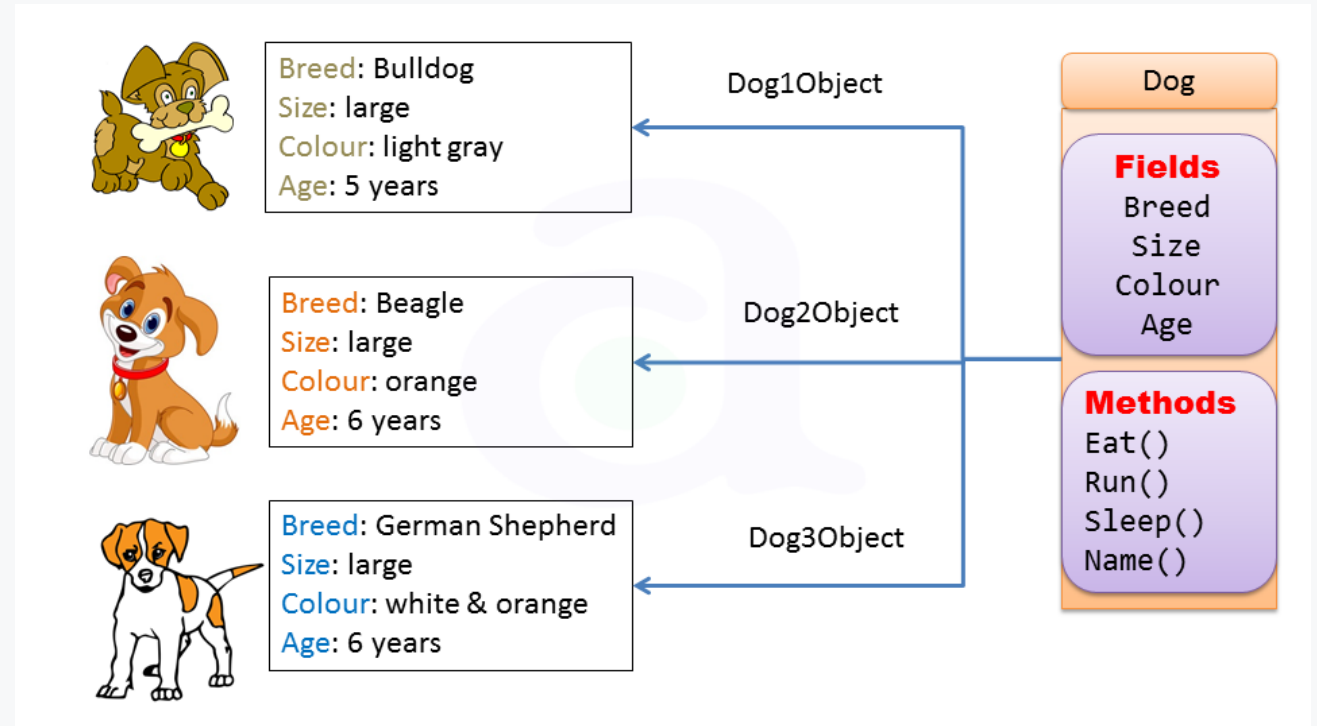 Breed: Bulldog
Size: large
Colour: light gray
Age: 5 years
Dog1Object
Breed: Beagle
Size: large
Colour: orange
Age: 6 years
Dog2Object
Breed: German Shepherd
Size: large
Colour: white & orange
Age: 6 years
Dog3Object
Dog
Fields
Breed
Size
Colour
Age
Methods
Eat()
Run()
Sleep()
Name()